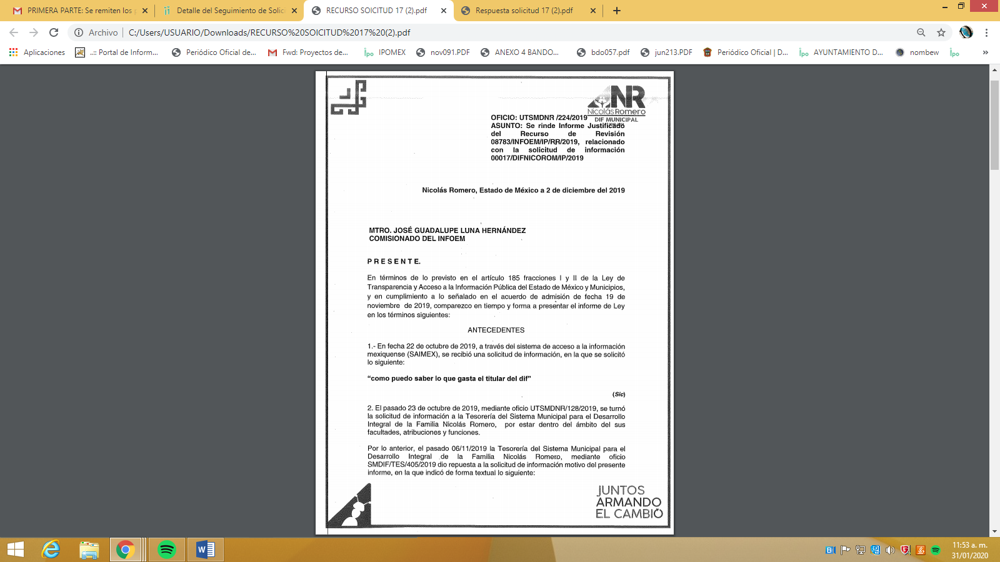 PRIMERA PARTE: Se remiten los p
Detalle del Seguimiento de Solici
RECURSO SOICITUD 17 (2).pdf
Respuesta solicitud 17 (2).pdf
Archivo
C:/Users/USUARIO/Downloads/RECURSO%20SOICITUD%2017%20(2).pdf
Aplicaciones
..:: Portal de Inform...
Periódico Oficial de...
Fwd: Proyectos de...
IPOMEX
nov091.PDF
ANEXO 4 BANDO...
bdo057.pdf
jun213.PDF
Periódico Oficial | D...
AYUNTAMIENTO D...
nombew
NR
Nicolás Romero
DIF MUNICIPAL
OFICIO: UTSMDNR /224/2019
ASUNTO: Se rinde Informe Justificado
del Recurso de Revisión
08783/INFOEM/IP/RR/2019, relacionado
con la solicitud de información
00017/DIFNICOROM/IP/2019
Nicolás Romero, Estado de México a 2 de diciembre del 2019
MTRO. JOSÉ GUADALUPE LUNA HERNÁNDEZ
COMISIONADO DEL INFOEM
P R E S E N T E.
En términos de lo previsto en el artículo 185 fracciones I y II de la Ley de
Transparencia y Acceso a la Información Pública del Estado de México y Municipios,
y en cumplimiento a lo señalado en el acuerdo de admisión de fecha 19 de
noviembre de 2019, comparezco en tiempo y forma a presentar el informe de Ley
en los términos siguientes:
ANTECEDENTES
1.- En fecha 22 de octubre de 2019, a través del sistema de acceso a la información
mexiquense (SAIMEX), se recibió una solicitud de información, en la que se solicitó
lo siguiente:
“como puedo saber lo que gasta el titular del dif”
(Sic)
2. El pasado 23 de octubre de 2019, mediante oficio UTSMDNR/128/2019, se turnó
la solicitud de información a la Tesorería del Sistema Municipal para el Desarrollo
Integral de la Familia Nicolás Romero, por estar dentro del ámbito del sus
facultades, atribuciones y funciones.
Por lo anterior, el pasado 06/11/2019 la Tesorería del Sistema Municipal para el
Desarrollo Integral de la Familia Nicolás Romero, mediante oficio
SMDIF/TES/405/2019 dio repuesta a la solicitud de información motivo del presente
informe, en la que indicó de forma textual lo siguiente:
JUNTOS
ARMANDO
EL CAMBIO
11:53 a. m.
31/01/2020